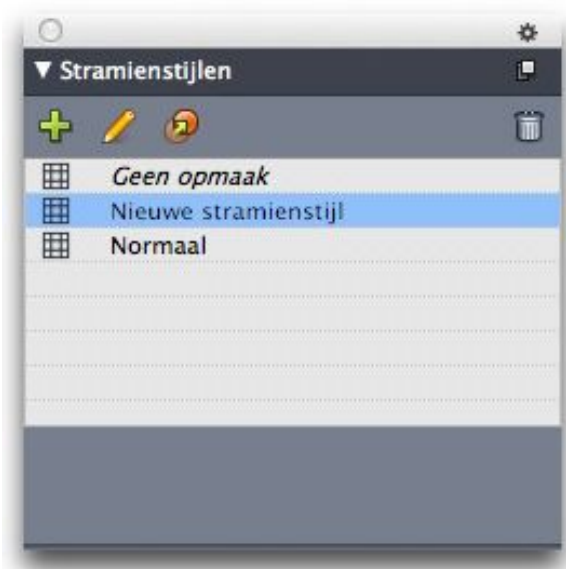 Stramienstijlen
Geen opmaak
Nieuwe stramienstijl
Normaal